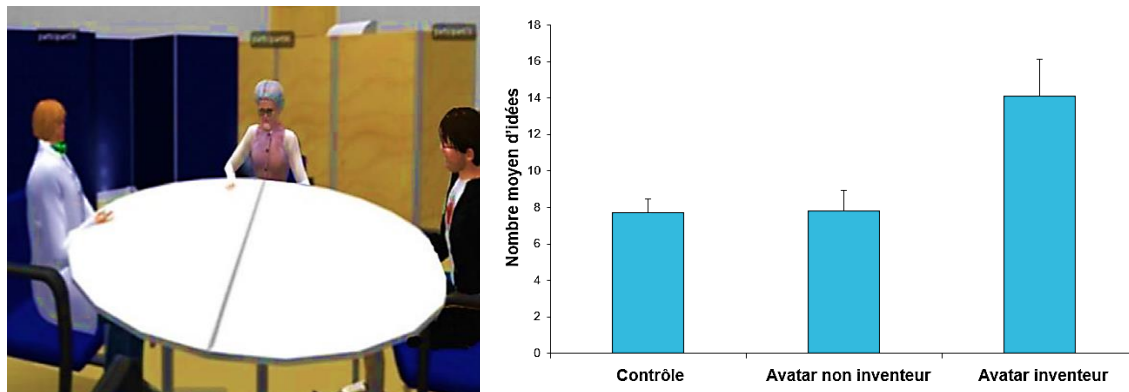 Nombre moyen d'idées
18
16
14
12
10
8
6
4
2
0
Contrôle
Avatar non inventeur
Avatar inventeur